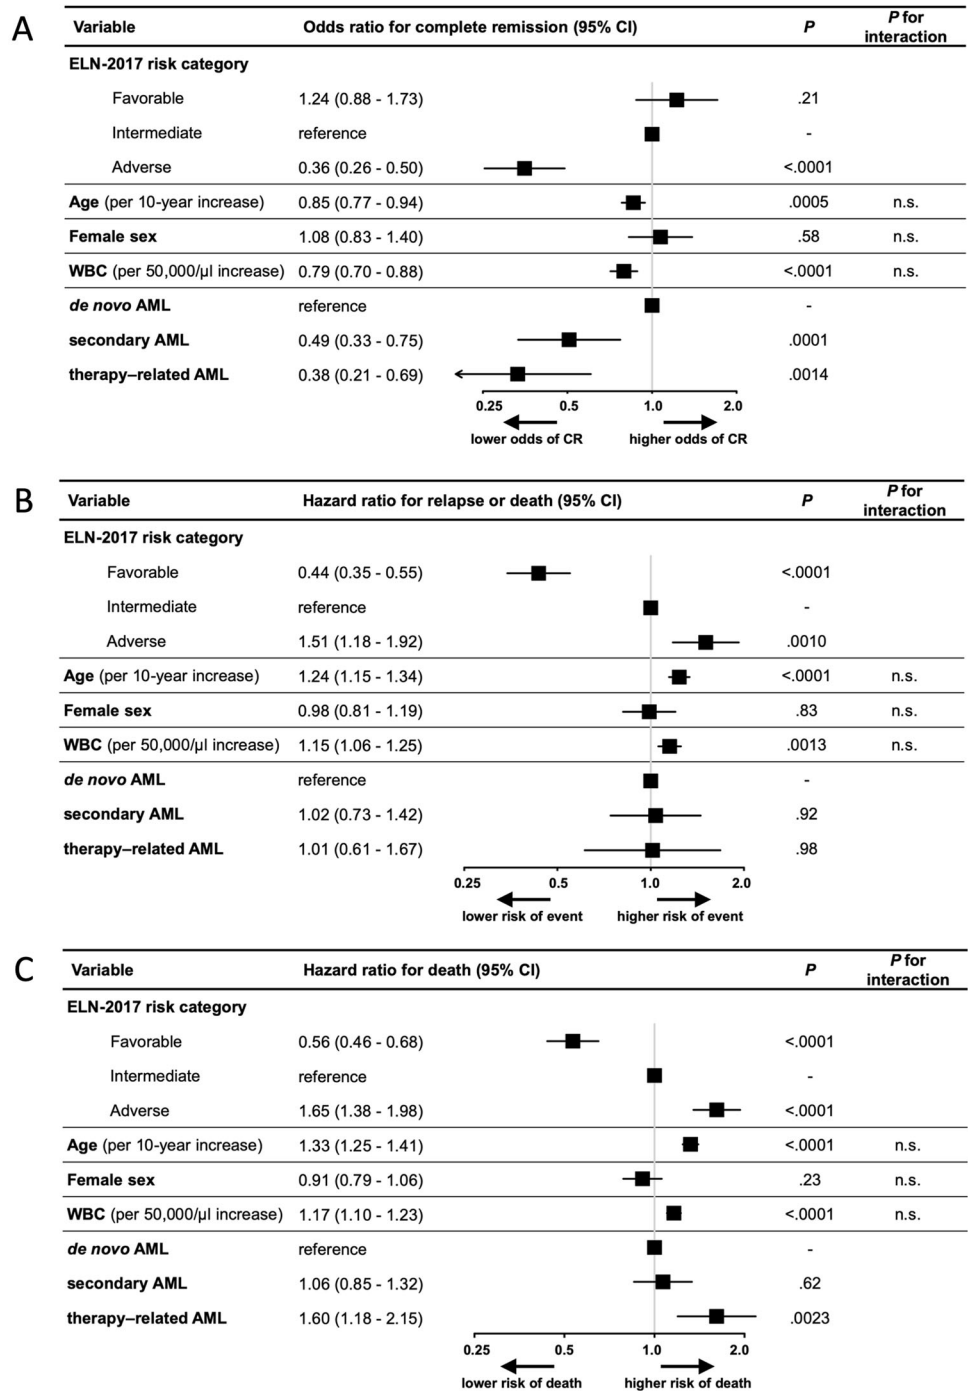 A
Variable Odds ratio for complete remission (95% CI) P P for interaction
ELN-2017 risk category
Favorable 1.24 (0.88 - 1.73) .21
Intermediate reference -
Adverse 0.36 (0.26 - 0.50) <.0001
Age (per 10-year increase) 0.85 (0.77 - 0.94) .0005 n.s.
Female sex 1.08 (0.83 - 1.40) .58 n.s.
WBC (per 50,000/µl increase) 0.79 (0.70 - 0.88) <.0001 n.s.
de novo AML reference -
secondary AML 0.49 (0.33 - 0.75) .0001
therapy–related AML 0.38 (0.21 - 0.69) .0014
0.25 0.5 1.0 2.0
lower odds of CR higher odds of CR
B
Variable Hazard ratio for relapse or death (95% CI) P P for interaction
ELN-2017 risk category
Favorable 0.44 (0.35 - 0.55) <.0001
Intermediate reference -
Adverse 1.51 (1.18 - 1.92) .0010
Age (per 10-year increase) 1.24 (1.15 - 1.34) <.0001 n.s.
Female sex 0.98 (0.81 - 1.19) .83 n.s.
WBC (per 50,000/µl increase) 1.15 (1.06 - 1.25) .0013 n.s.
de novo AML reference -
secondary AML 1.02 (0.73 - 1.42) .92
therapy–related AML 1.01 (0.61 - 1.67) .98
0.25 0.5 1.0 2.0
lower risk of event higher risk of event
C
Variable Hazard ratio for death (95% CI) P P for interaction
ELN-2017 risk category
Favorable 0.56 (0.46 - 0.68) <.0001
Intermediate reference -
Adverse 1.65 (1.38 - 1.98) <.0001
Age (per 10-year increase) 1.33 (1.25 - 1.41) <.0001 n.s.
Female sex 0.91 (0.79 - 1.06) .23 n.s.
WBC (per 50,000/µl increase) 1.17 (1.10 - 1.23) <.0001 n.s.
de novo AML reference -
secondary AML 1.06 (0.85 - 1.32) .62
therapy–related AML 1.60 (1.18 - 2.15) .0023
0.25 0.5 1.0 2.0
lower risk of death higher risk of death